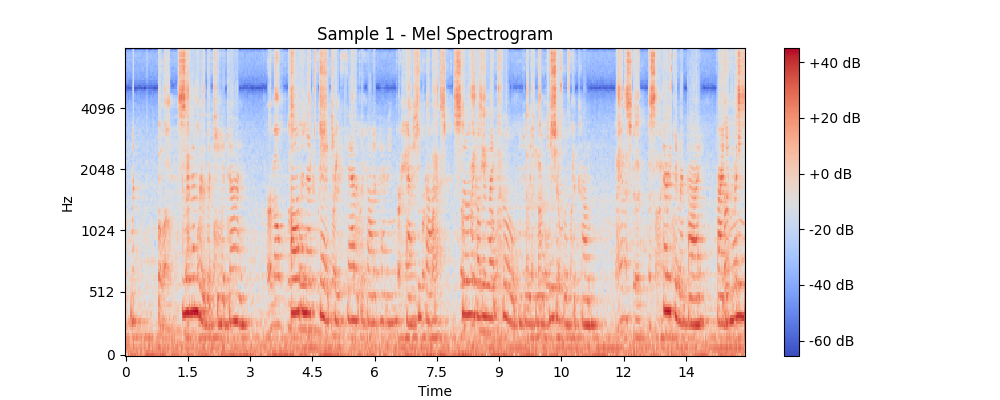 Sample 1 - Mel Spectrogram
+40 dB
+20 dB
+0 dB
-20 dB
-40 dB
-60 dB
4096
2048
1024
512
0
Hz
0 1.5 3 4.5 6 7.5 9 10 12 14
Time